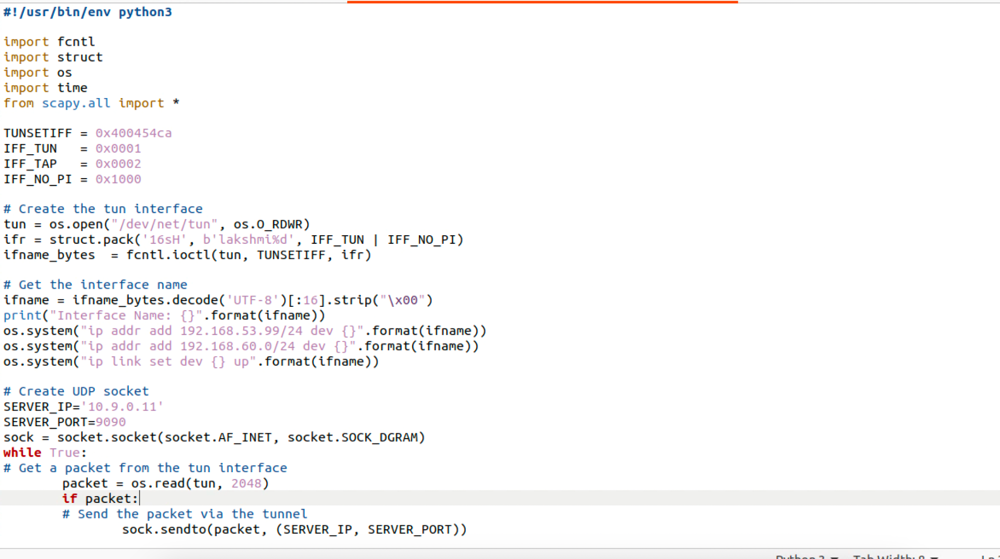 #!/usr/bin/env python3

import fcntl
import struct
import os
import time
from scapy.all import *

TUNSETIFF = 0x400454ca
IFF_TUN   = 0x0001
IFF_TAP   = 0x0002
IFF_NO_PI = 0x1000

# Create the tun interface
tun = os.open("/dev/net/tun", os.O_RDWR)
ifr = struct.pack('16sH', b'lakshmi%d', IFF_TUN | IFF_NO_PI)
ifname_bytes  = fcntl.ioctl(tun, TUNSETIFF, ifr)

# Get the interface name
ifname = ifname_bytes.decode('UTF-8')[:16].strip("\x00")
print("Interface Name: {}".format(ifname))
os.system("ip addr add 192.168.53.99/24 dev {}".format(ifname))
os.system("ip addr add 192.168.60.0/24 dev {}".format(ifname))
os.system("ip link set dev {} up".format(ifname))

# Create UDP socket
SERVER_IP='10.9.0.11'
SERVER_PORT=9090
sock = socket.socket(socket.AF_INET, socket.SOCK_DGRAM)
while True:
# Get a packet from the tun interface
        packet = os.read(tun, 2048)
        if packet:
        # Send the packet via the tunnel
                sock.sendto(packet, (SERVER_IP, SERVER_PORT))
Python 3 Tab Width: 8